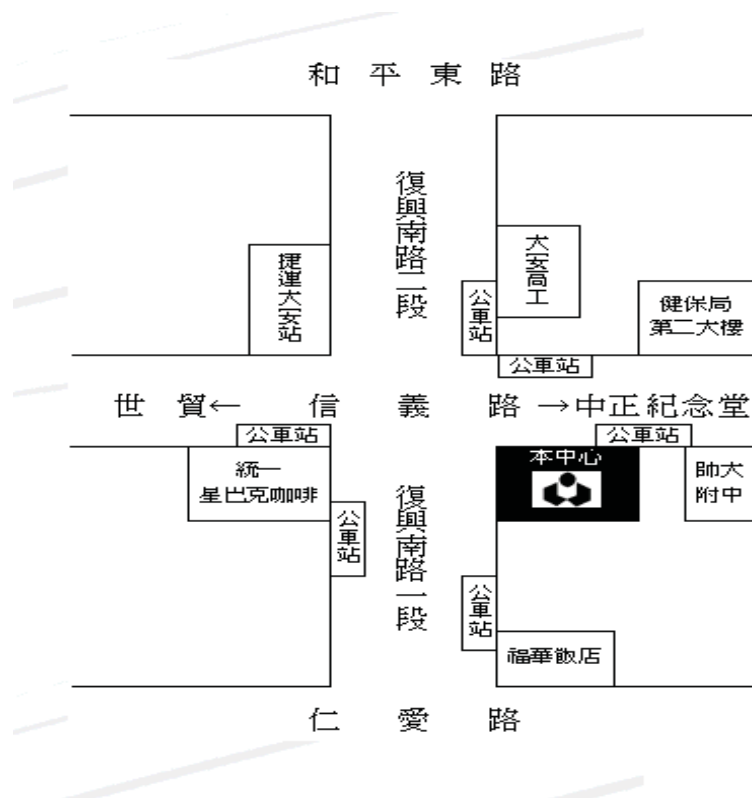 和平東路
復興南路二段
捷運大安站
公車站
大安高工
健保局
第二大樓
公車站
世貿← 信義路 →中正紀念堂
公車站
公車站
統一
星巴克咖啡
公車站
復興南路一段
本中心
師大
附中
公車站
福華飯店
仁愛路